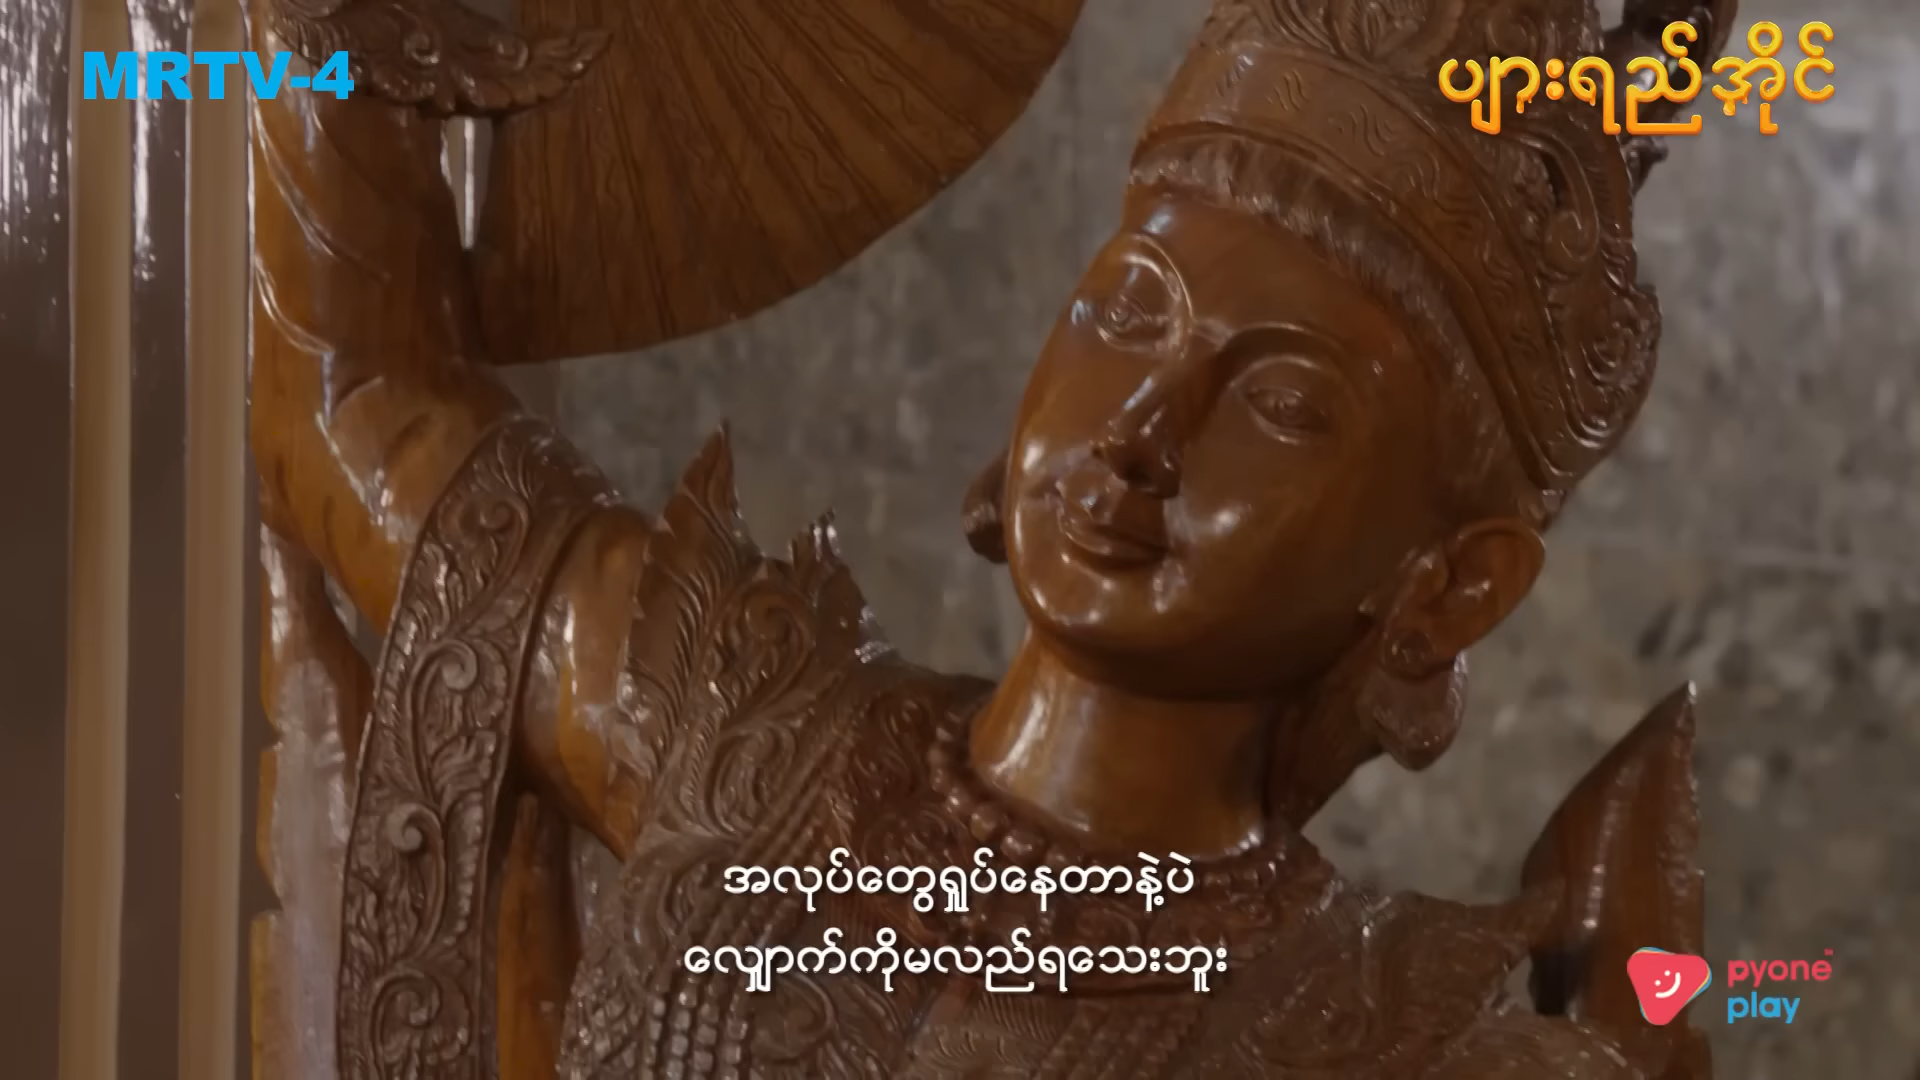 MRTV-4
ပျားရည်အိုင်
အလုပ်တွေရှုပ်နေတာနဲ့ပဲ
လျှောက်ကိုမလည်ရသေးဘူး
pyone
play